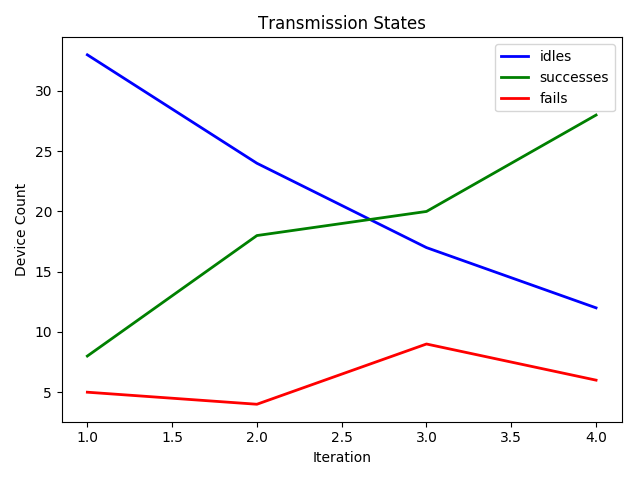 Transmission States
idles
successes
fails
30
25
20
15
10
5
Device Count
1.0 1.5 2.0 2.5 3.0 3.5 4.0
Iteration